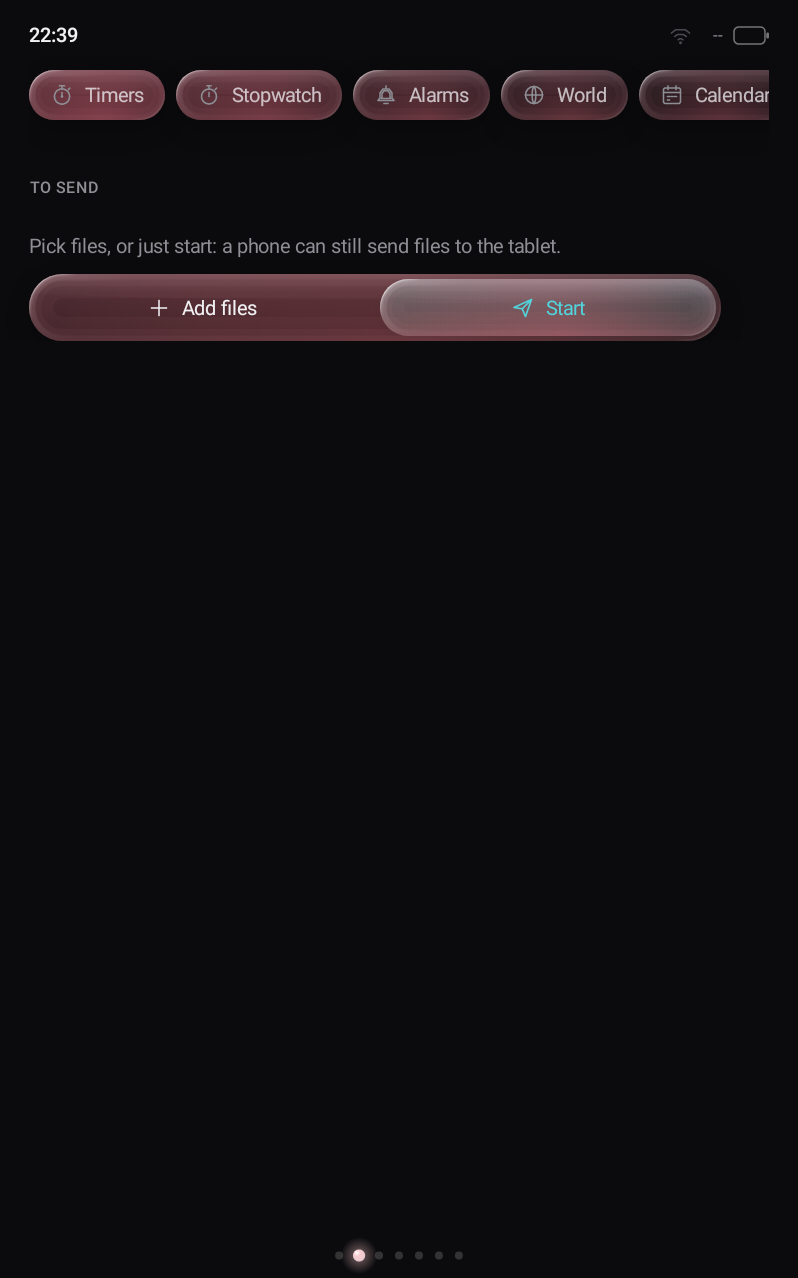 22:39
--
Timers Stopwatch Alarms World Calendar
TO SEND
Pick files, or just start: a phone can still send files to the tablet.
Add files Start